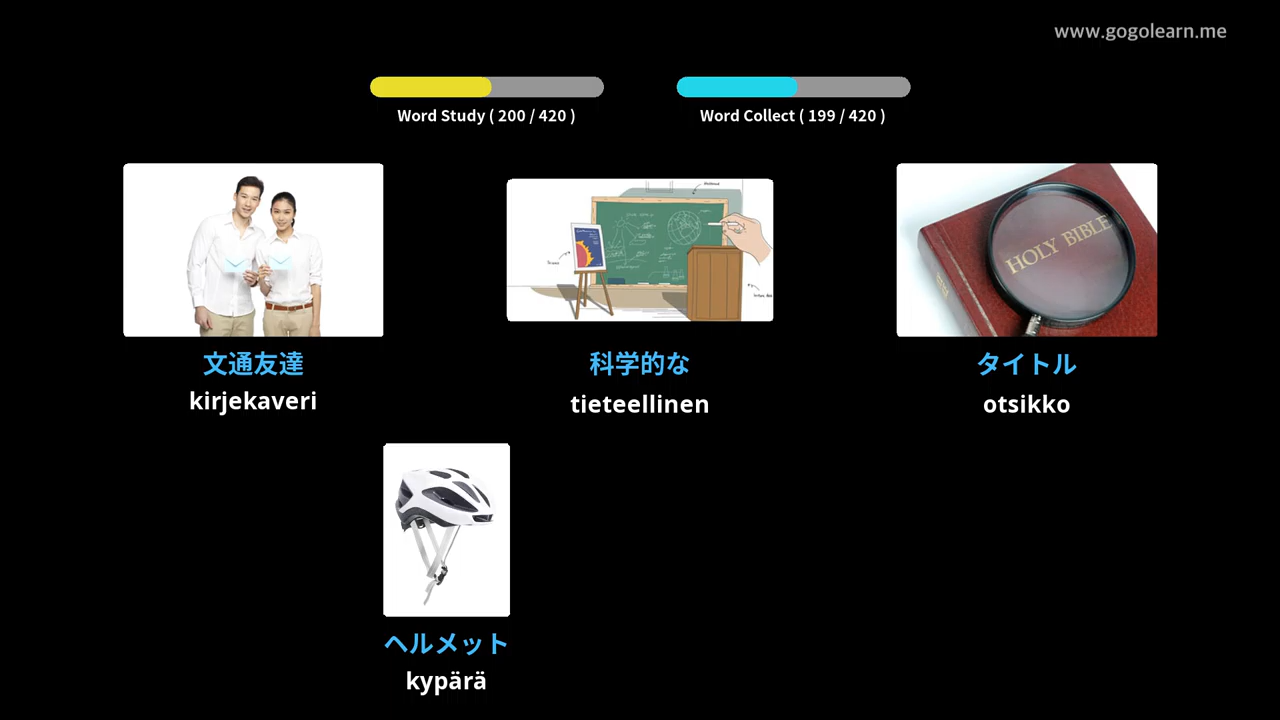 www.gogolearn.me
Word Study ( 200 / 420 )
Word Collect ( 199 / 420 )
HOLY BIBLE
文通友達
科学的な
タイトル
kirjekaveri
tieteellinen
otsikko
ヘルメット
kypärä